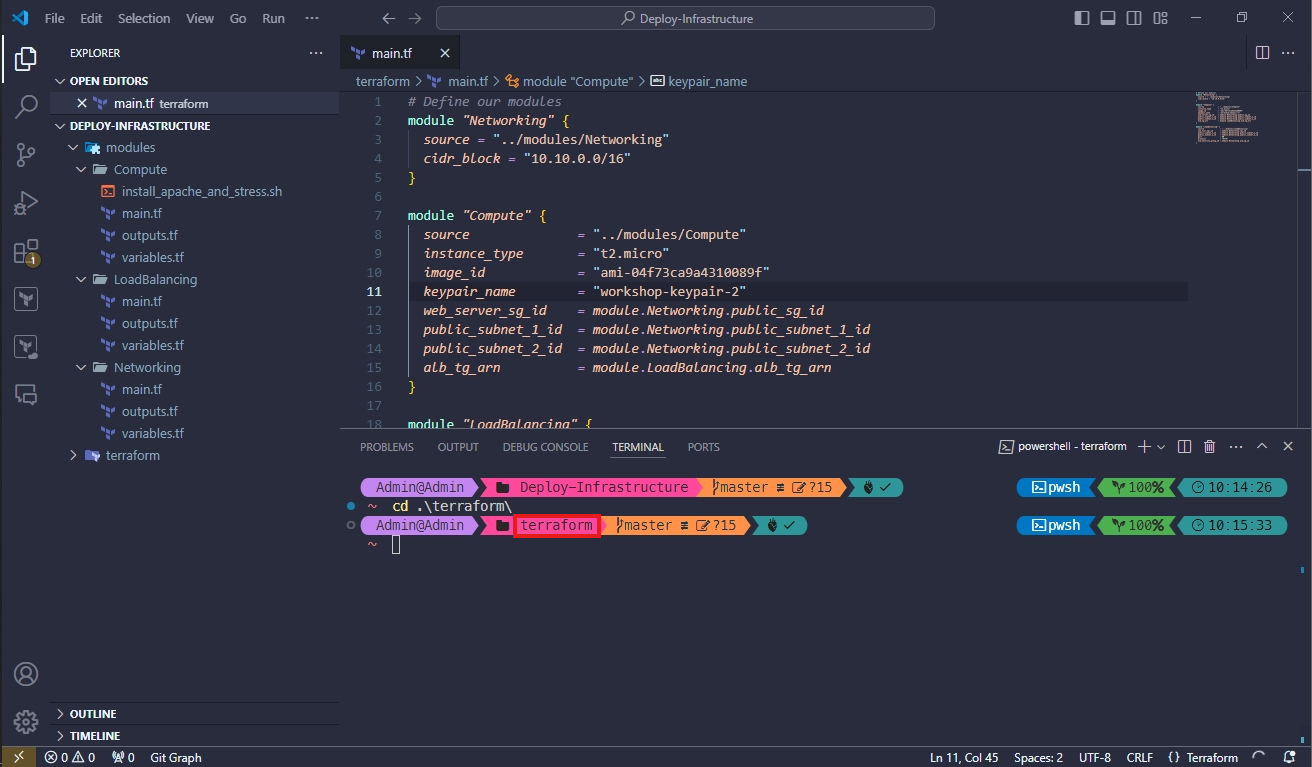 File Edit Selection View Go Run ··· Deploy-Infrastructure
EXPLORER ···
OPEN EDITORS
main.tf terraform
DEPLOY-INFRASTRUCTURE
modules
Compute
install_apache_and_stress.sh
main.tf
outputs.tf
variables.tf
LoadBalancing
main.tf
outputs.tf
variables.tf
Networking
main.tf
outputs.tf
variables.tf
terraform
OUTLINE
TIMELINE
1
main.tf
terraform > main.tf > module "Compute" > keypair_name
1 # Define our modules
2 module "Networking" {
3 source = "../modules/Networking"
4 cidr_block = "10.10.0.0/16"
5 }
6
7 module "Compute" {
8 source = "../modules/Compute"
9 instance_type = "t2.micro"
10 image_id = "ami-04f73ca9a4310089f"
11 keypair_name = "workshop-keypair-2"
12 web_server_sg_id = module.Networking.public_sg_id
13 public_subnet_1_id = module.Networking.public_subnet_1_id
14 public_subnet_2_id = module.Networking.public_subnet_2_id
15 alb_tg_arn = module.LoadBalancing.alb_tg_arn
16 }
17
18 module "LoadBalancing" {
PROBLEMS OUTPUT DEBUG CONSOLE TERMINAL PORTS powershell - terraform
Admin@Admin Deploy-Infrastructure master ≢ ?15 ✓ pwsh 100% 10:14:26
~ cd .\terraform\
Admin@Admin terraform master ≢ ?15 ✓ pwsh 100% 10:15:33
~
0 0 0 Git Graph Ln 11, Col 45 Spaces: 2 UTF-8 CRLF {} Terraform